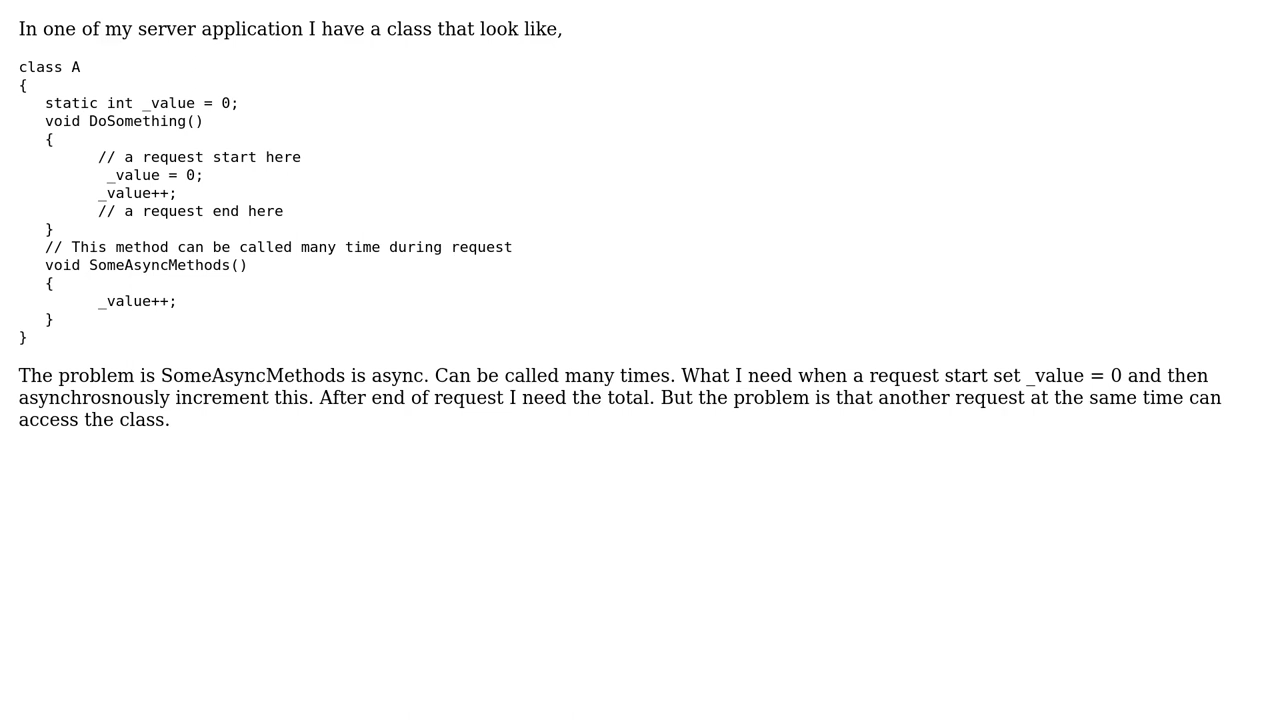 In one of my server application I have a class that look like,
class A
{
   static int _value = 0;
   void DoSomething()
   {
         // a request start here
          _value = 0;
         _value++;
         // a request end here
   }
   // This method can be called many time during request
   void SomeAsyncMethods()
   {
         _value++;
   }
}
The problem is SomeAsyncMethods is async. Can be called many times. What I need when a request start set _value = 0 and then
asynchrosnously increment this. After end of request I need the total. But the problem is that another request at the same time can
access the class.